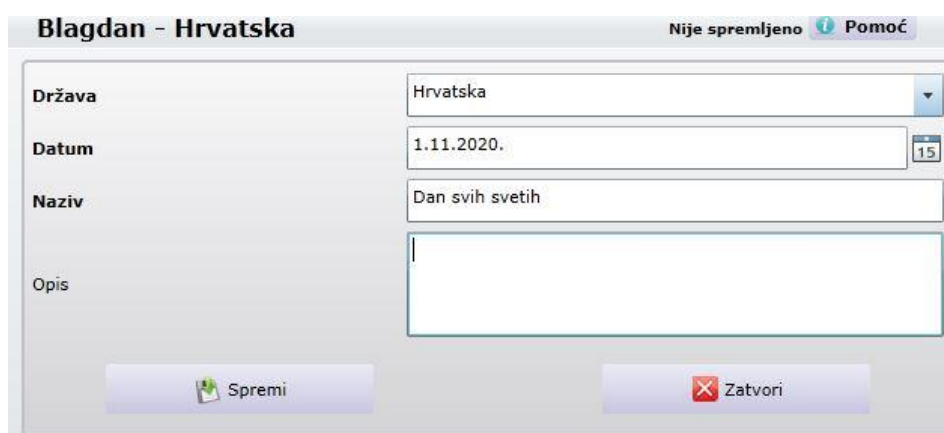 Blagdan - Hrvatska Nije spremljeno Pomoć
Država Hrvatska
Datum 1.11.2020. 15
Naziv Dan svih svetih
Opis
Spremi Zatvori